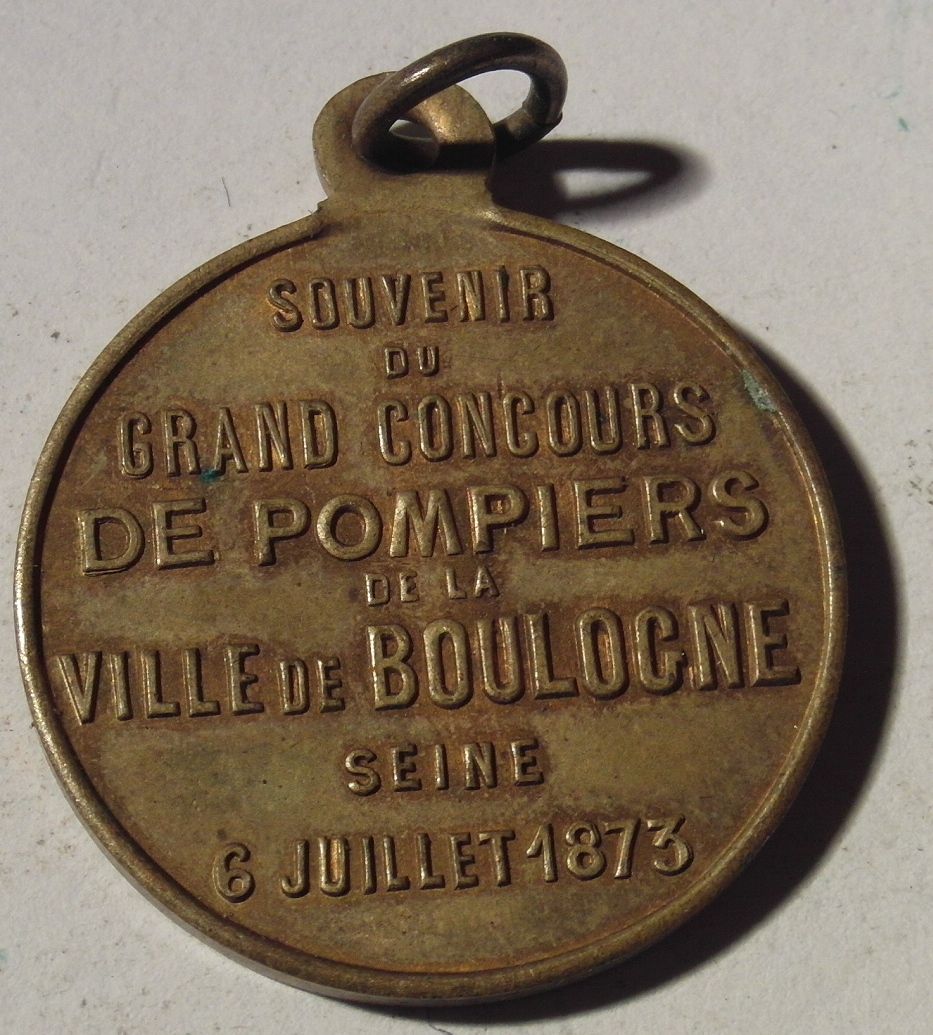 SOUVENIR
DU
GRAND CONCOURS
DE POMPIERS
DE LA
VILLE DE BOULOGNE
SEINE
6 JUILLET 1873